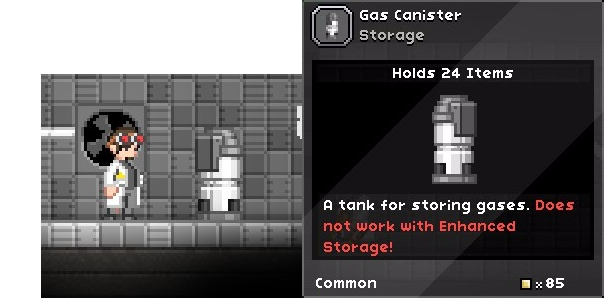 Gas Canister
Storage
Holds 24 Items
A tank for storing gases. Does
not work with Enhanced
Storage!
Common
x85